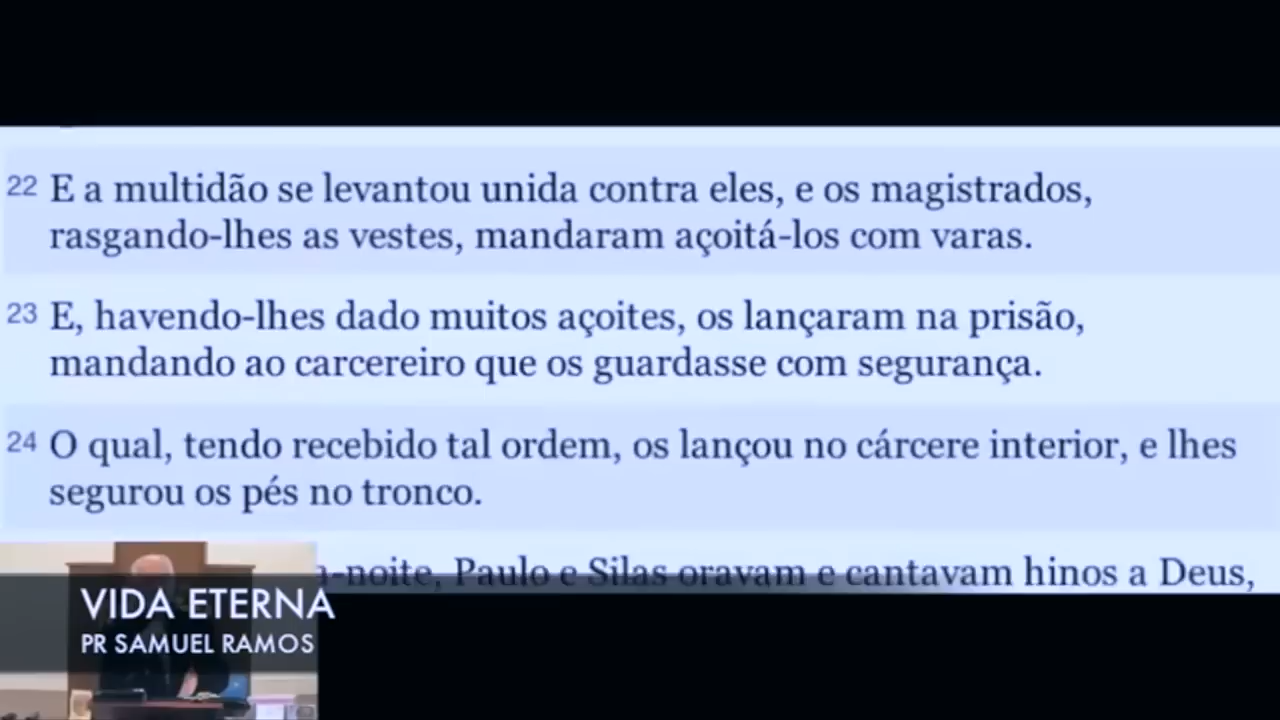 22 E a multidão se levantou unida contra eles, e os magistrados,
rasgando-lhes as vestes, mandaram açoitá-los com varas.
23 E, havendo-lhes dado muitos açoites, os lançaram na prisão,
mandando ao carcereiro que os guardasse com segurança.
24 O qual, tendo recebido tal ordem, os lançou no cárcere interior, e lhes
segurou os pés no tronco.
-noite, Paulo e Silas oravam e cantavam hinos a Deus,
VIDA ETERNA
PR SAMUEL RAMOS